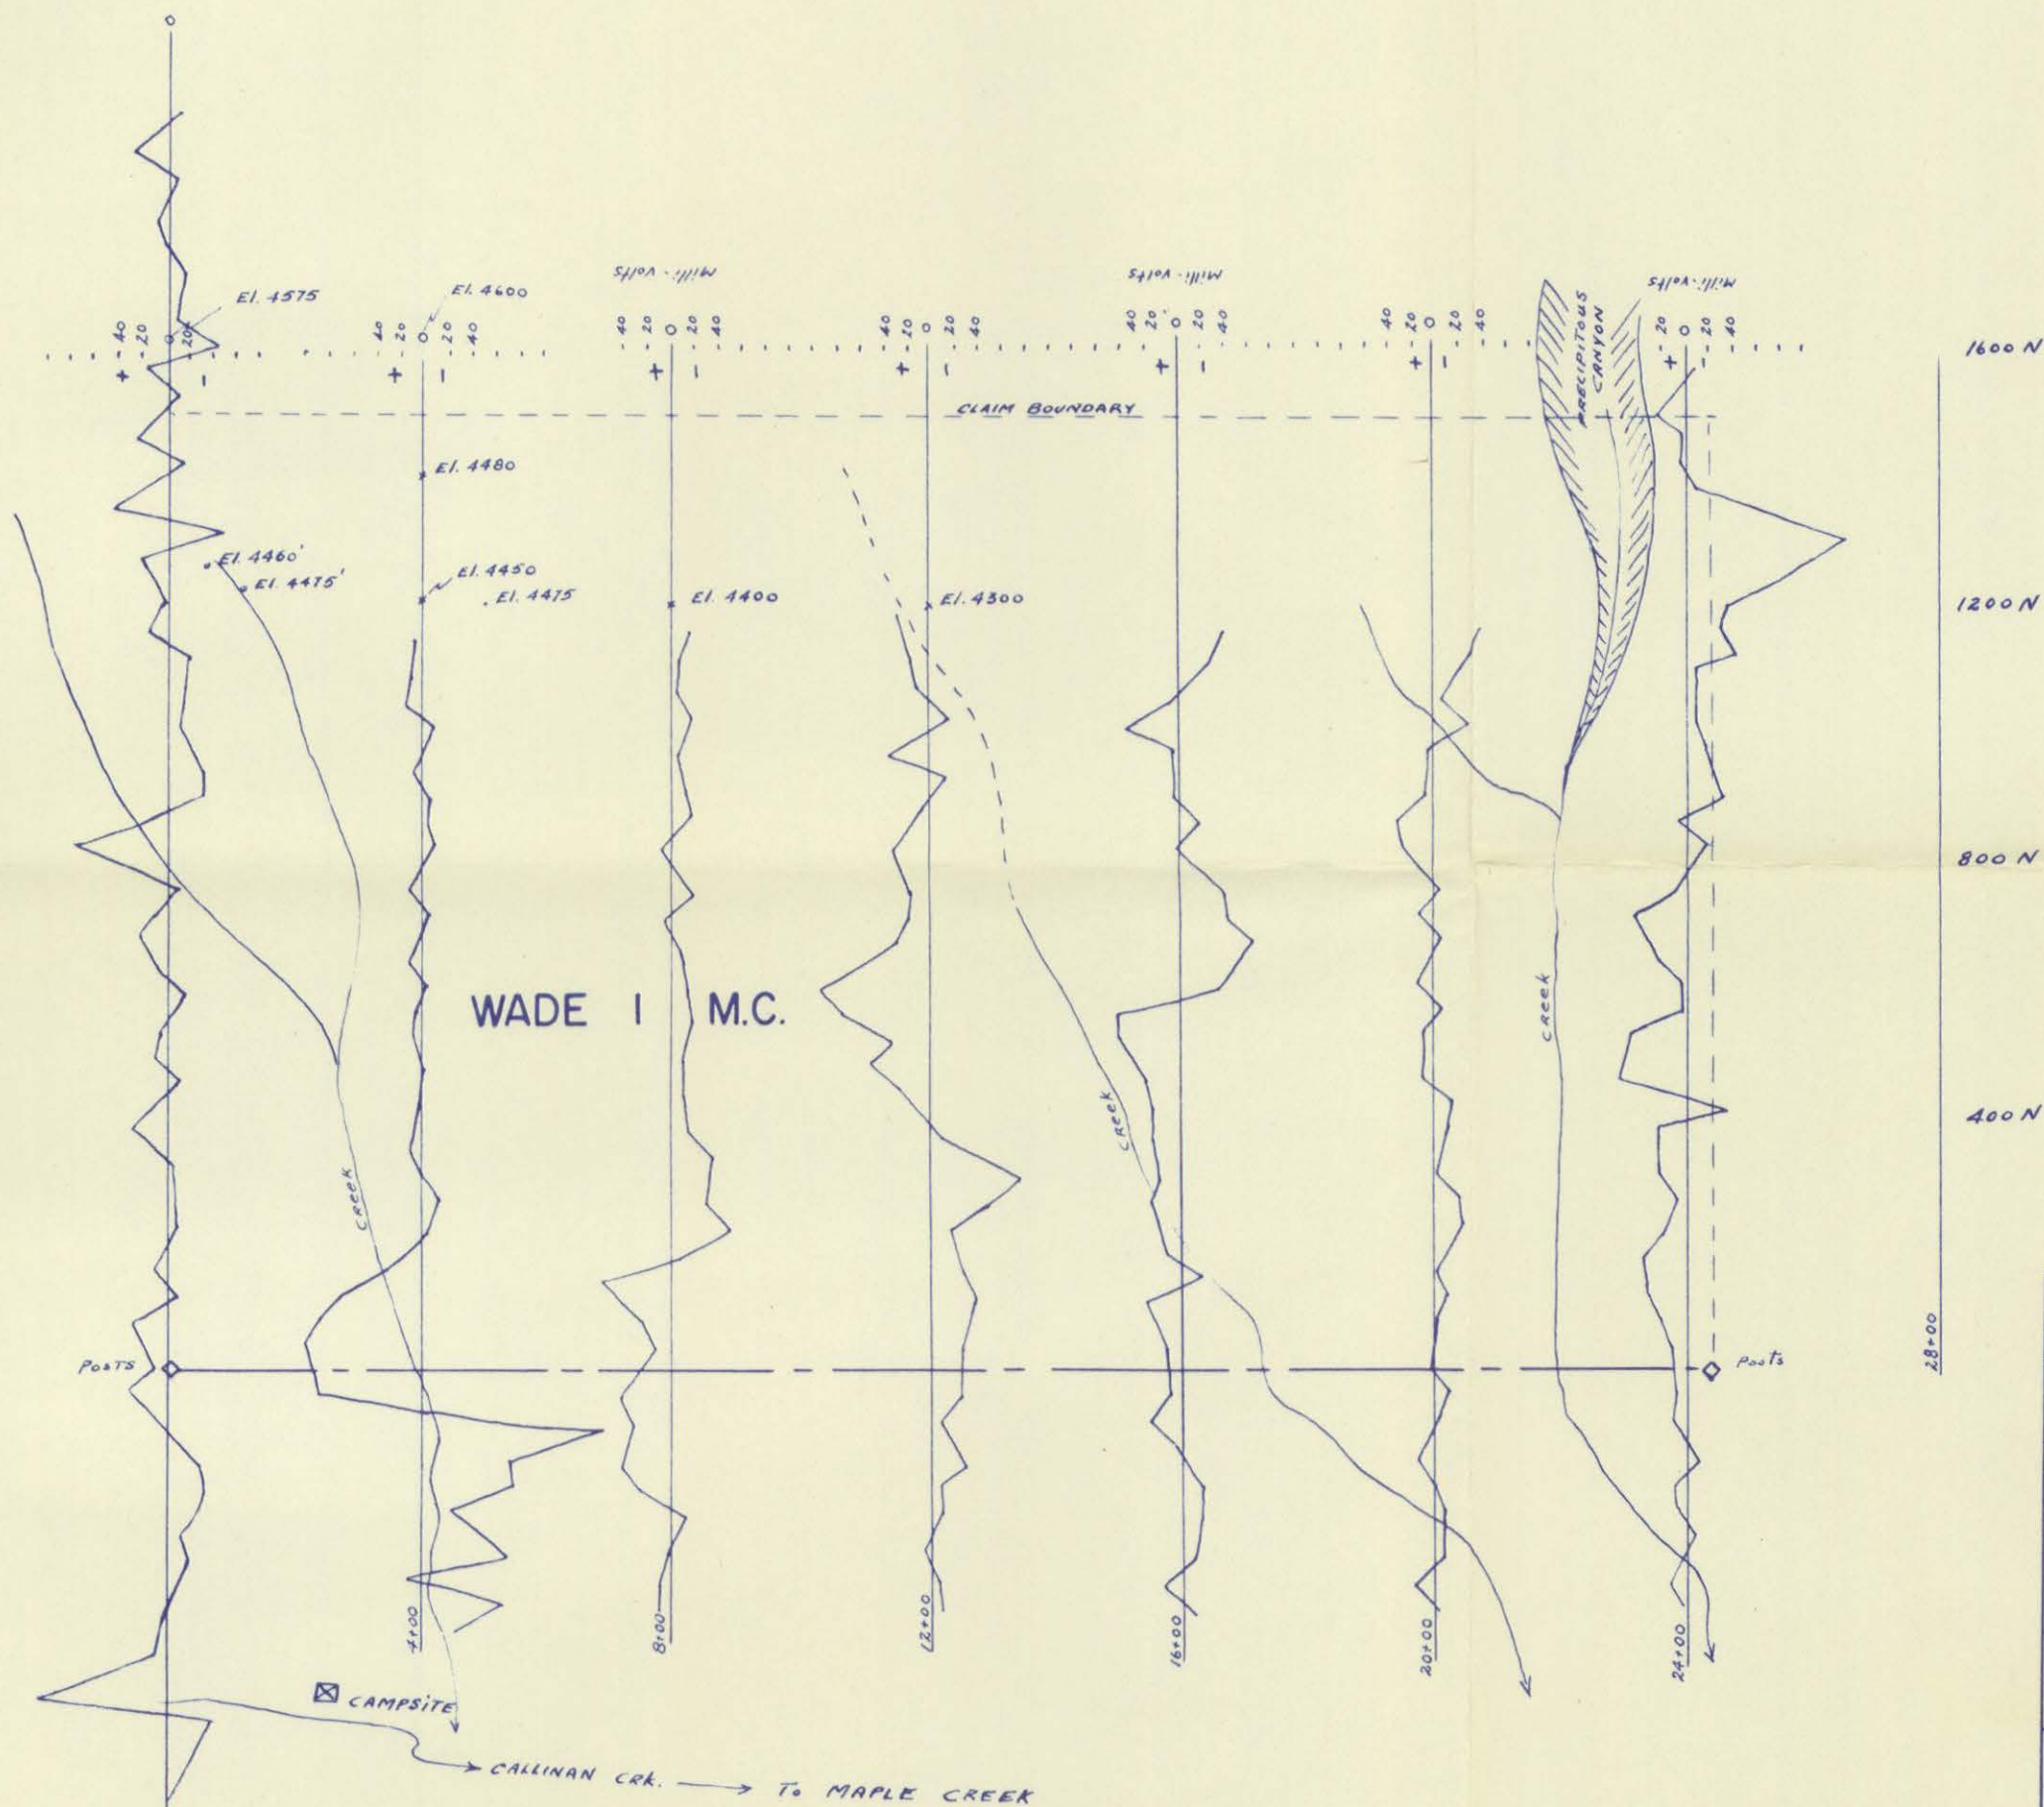 0
El. 4575
El. 4600
Milli-volts
Milli-volts
Milli-volts
40 20 0 20
40 20 0 20 40
40 20 0 20 40
40 20 0 20 40
40 20 0 20 40
40 20 0 20 40
20 0 20 40
+ -
+ -
+ -
+ -
+ -
+ -
+ -
PRECIPITOUS
CANYON
1600 N
CLAIM BOUNDARY
El. 4480
El. 4460'
El. 4475'
El. 4450
El. 4475
El. 4400
El. 4300
1200 N
800 N
WADE 1 M.C.
CREEK
CREEK
CREEK
400 N
POSTS
Posts
28+00
4+00
8+00
12+00
16+00
20+00
24+00
CAMPSITE
CALLINAN CRK. To MAPLE CREEK